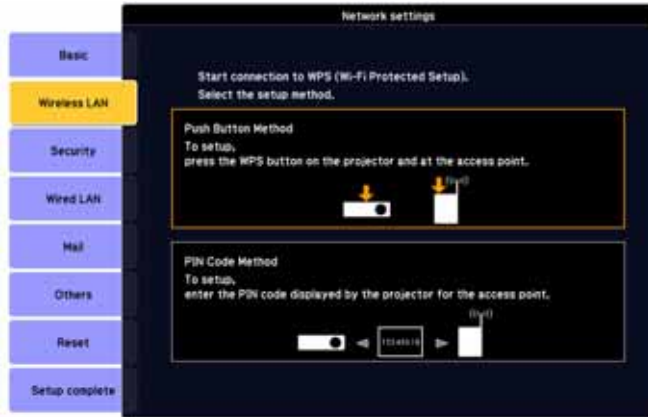 Network settings
Basic
Wireless LAN
Security
Wired LAN
Mail
Others
Reset
Setup complete
Start connection to WPS (Wi-Fi Protected Setup).
Select the setup method.
Push Button Method
To setup,
press the WPS button on the projector and at the access point.
PIN Code Method
To setup,
enter the PIN code displayed by the projector for the access point.